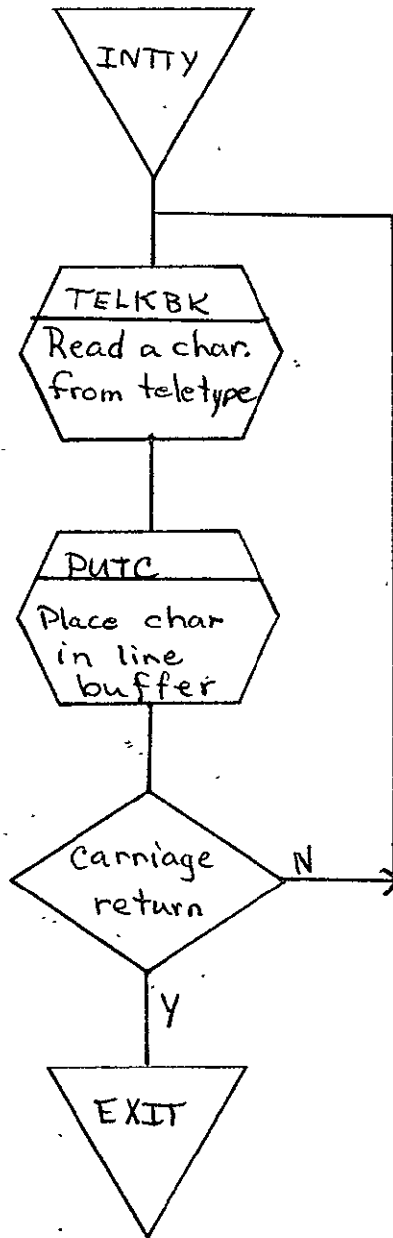 INTTY
TELKBK
Read a char.
from teletype
PUTC
Place char
in line
buffer
Carriage
return
N
Y
EXIT